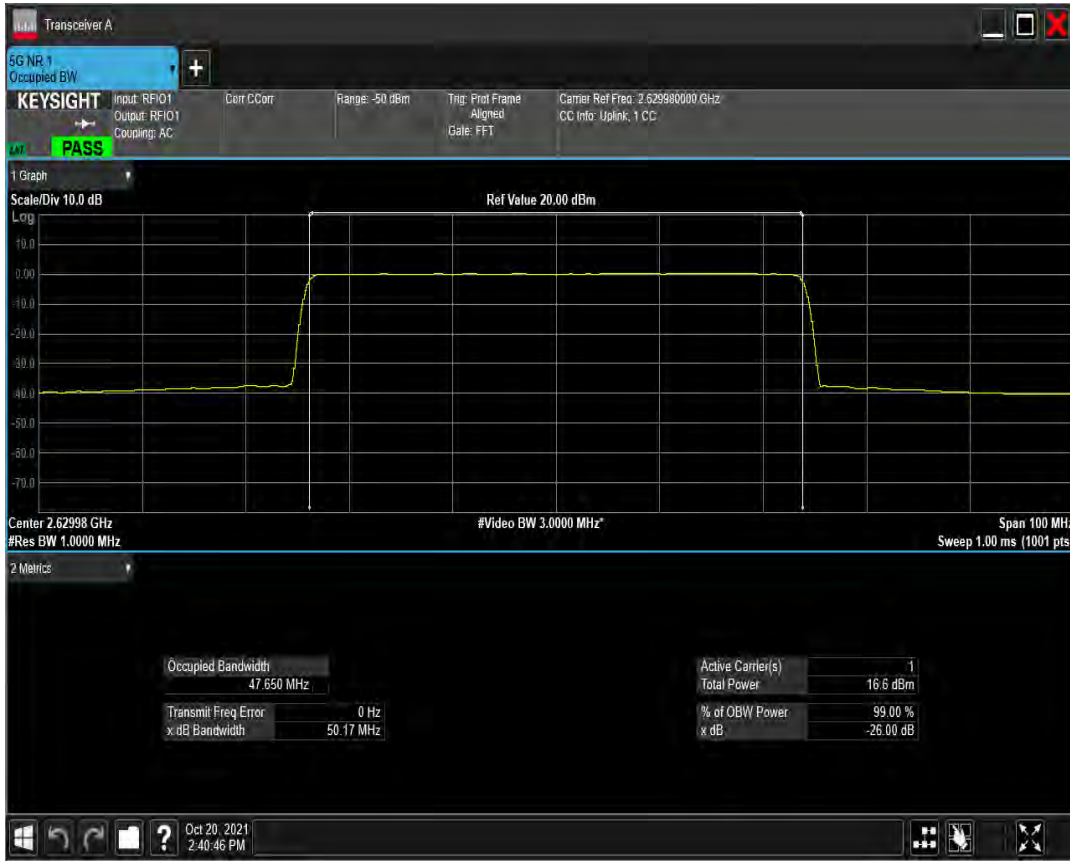 Transceiver A
5G NR 1
Occupied BW
+
KEYSIGHT
PASS
Input: RFIO1
Output: RFIO1
Coupling: AC
Corr CCorr
Range: -50 dBm
Trig: Prot Frame
Aligned
Gate: FFT
Carrier Ref Freq: 2.629980000 GHz
CC Info: Uplink, 1 CC
1 Graph
Scale/Div 10.0 dB
Ref Value 20.00 dBm
Log
10.0
0.00
-10.0
-20.0
-30.0
-40.0
-50.0
-60.0
-70.0
Center 2.62998 GHz
#Video BW 3.0000 MHz*
Span 100 MHz
#Res BW 1.0000 MHz
Sweep 1.00 ms (1001 pts
2 Metrics
Occupied Bandwidth
47.650 MHz
Transmit Freq Error 0 Hz
x dB Bandwidth 50.17 MHz
Active Carrier(s) 1
Total Power 16.6 dBm
% of OBW Power 99.00 %
x dB -26.00 dB
?
Oct 20, 2021
2:40:46 PM